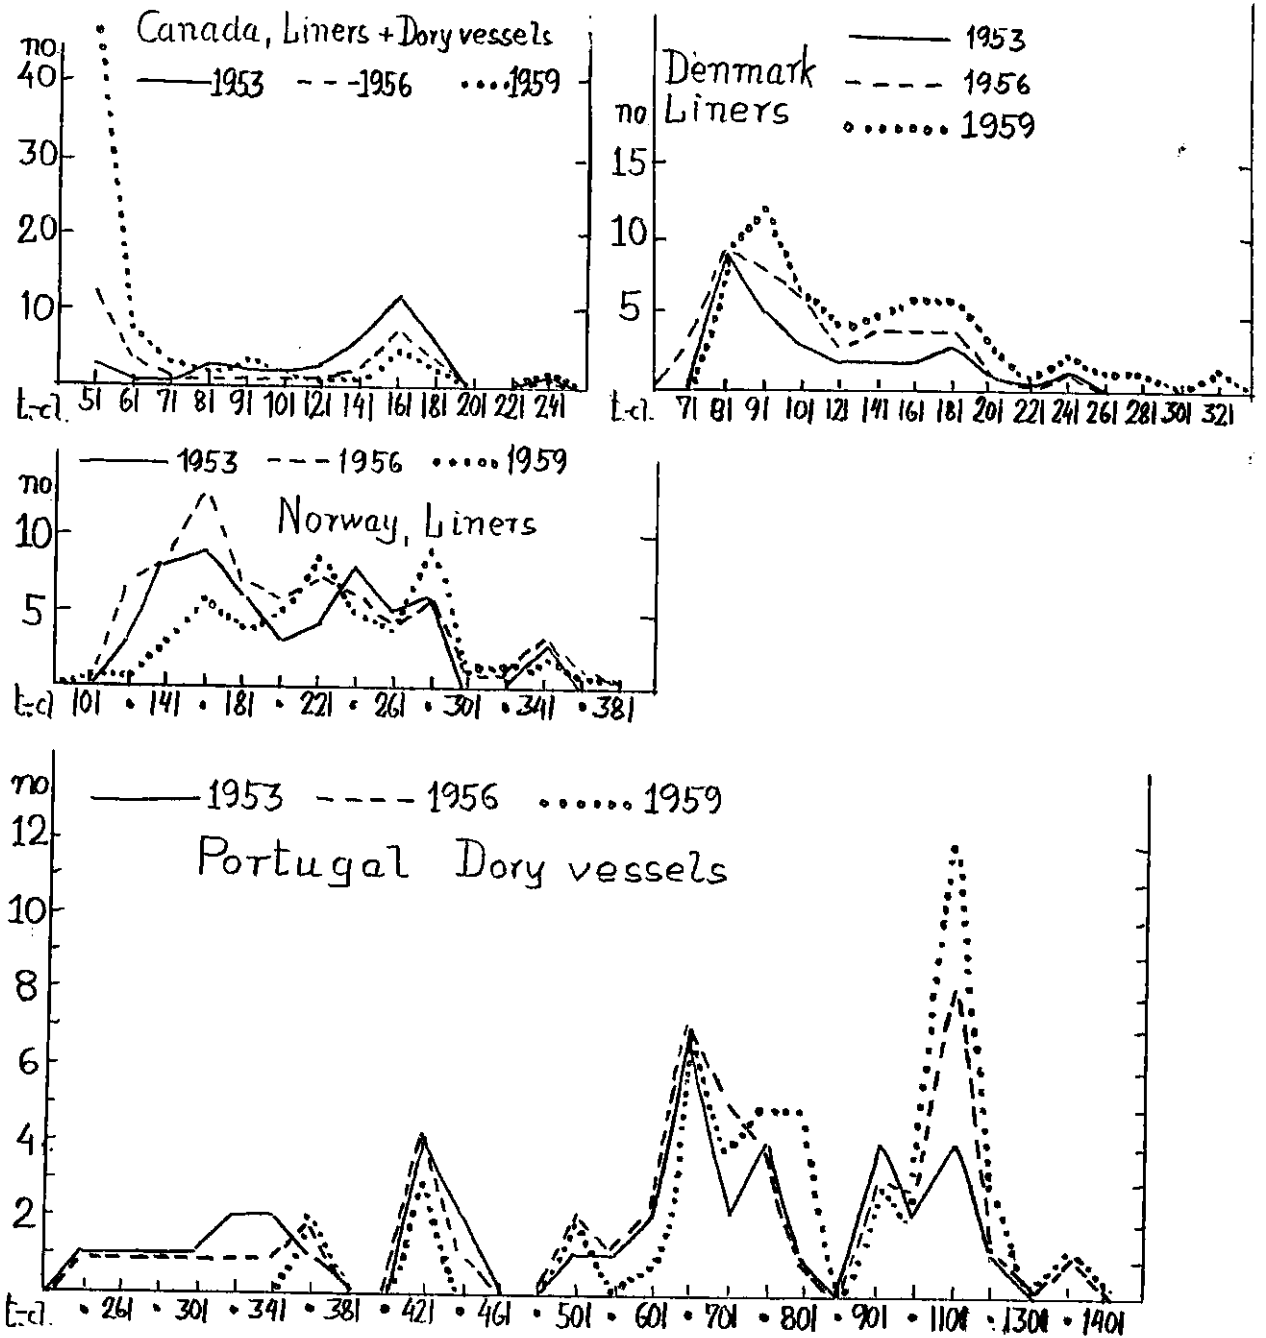 Canada, Liners + Dory vessels
no
1953 1956 1959
40
30
20
10
t.-cl. 51 61 71 81 91 101 121 141 161 181 201 221 241
Denmark
Liners
1953
1956
1959
no
15
10
5
71 81 91 101 121 141 161 181 201 221 241 261 281 301 321
1953 1956 1959
no
Norway, Liners
10
5
t.-cl 101 • 141 • 181 • 221 • 261 • 301 • 341 • 381
no
1953 1956 1959
Portugal Dory vessels
12
10
8
6
4
2
t.-cl. • 261 • 301 • 341 • 381 • 421 • 461 • 501 • 601 • 701 • 801 • 901 • 1101 • 1301 • 1401